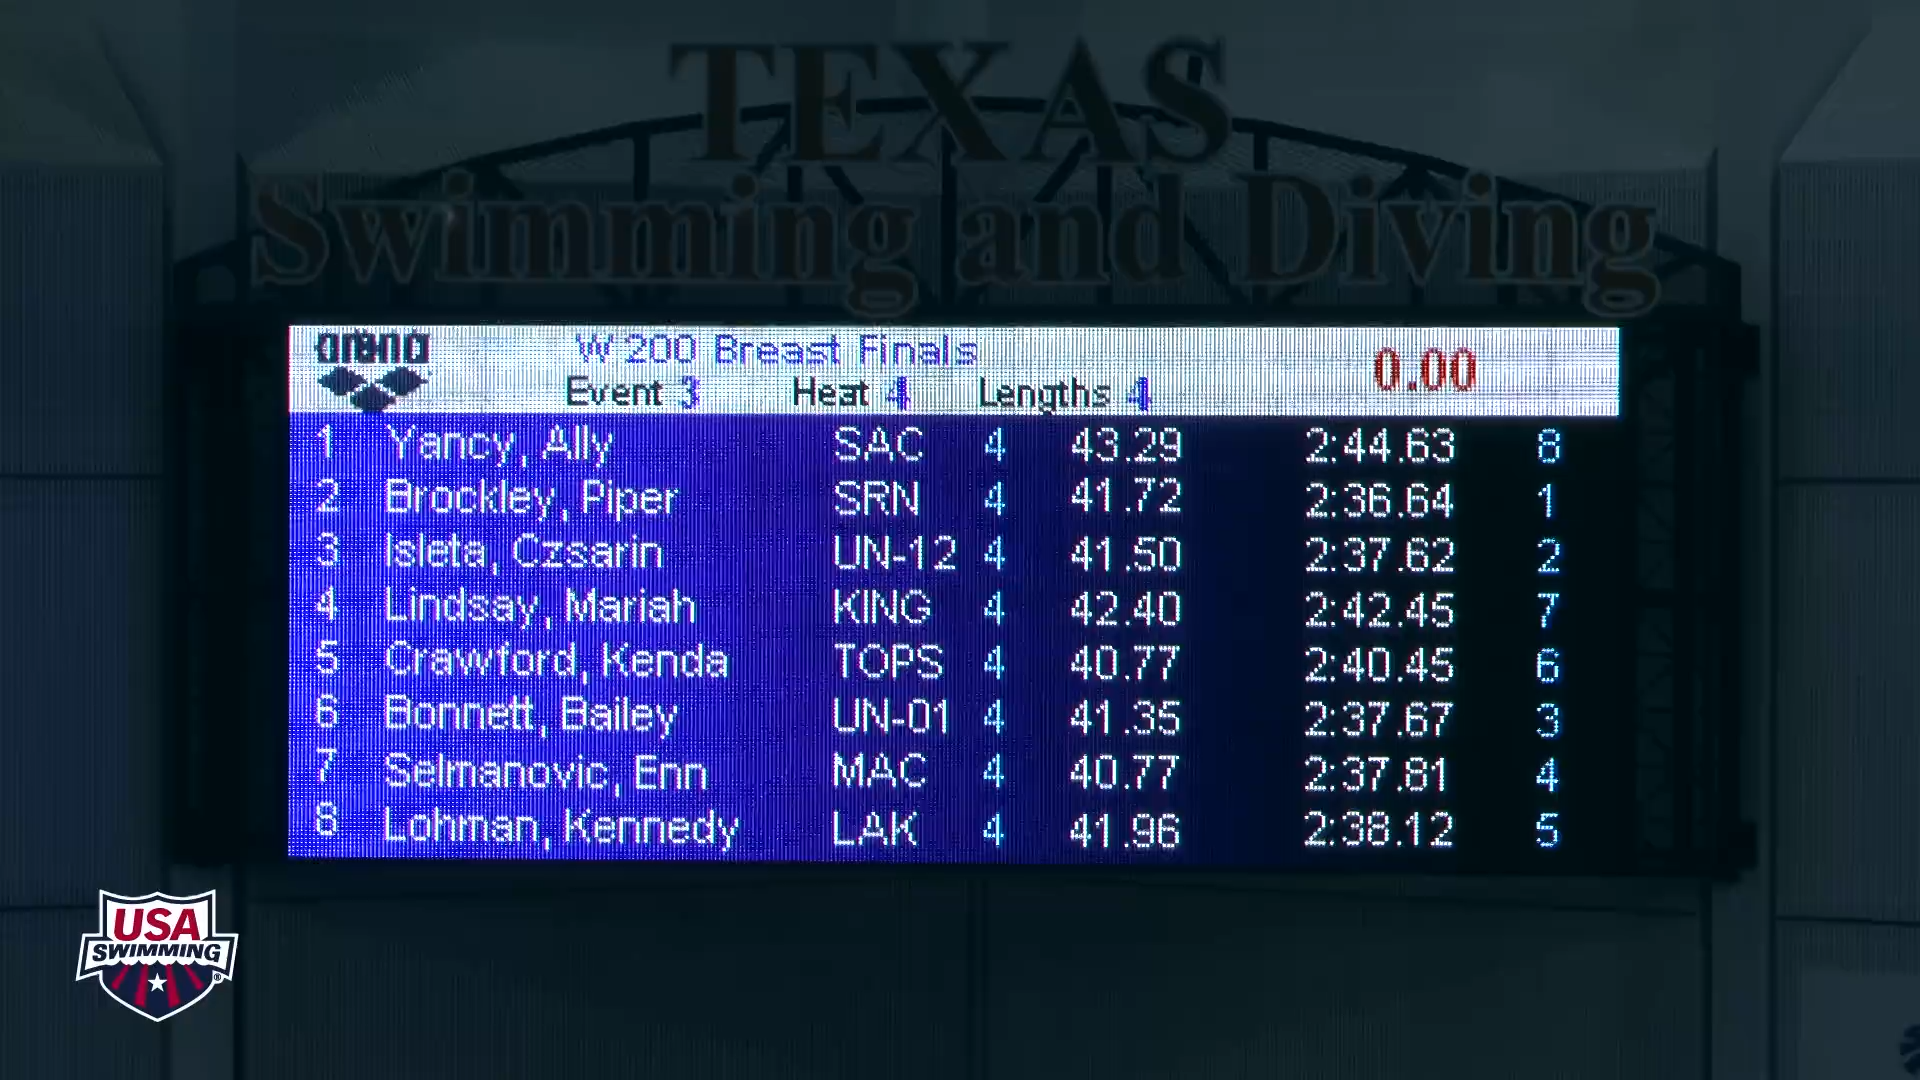 TEXAS
Swimming and Diving
arena W 200 Breast Finals 0.00
Event 3 Heat 4 Lengths 4
1 Yancy, Ally SAC 4 43.29 2:44.63 8
2 Brockley, Piper SRN 4 41.72 2:36.64 1
3 Isleta, Czsarin UN-12 4 41.50 2:37.62 2
4 Lindsay, Mariah KING 4 42.40 2:42.45 7
5 Crawford, Kenda TOPS 4 40.77 2:40.45 6
6 Bonnett, Bailey UN-01 4 41.35 2:37.67 3
7 Selmanovic, Enn MAC 4 40.77 2:37.81 4
8 Lohman, Kennedy LAK 4 41.96 2:38.12 5
USA
SWIMMING®